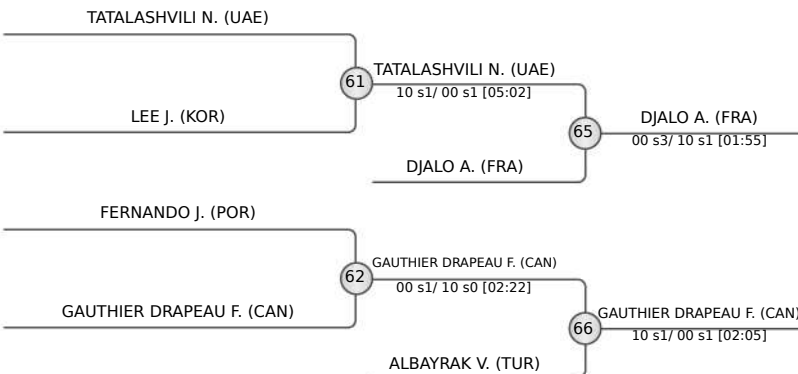 TATALASHVILI N. (UAE)
61
TATALASHVILI N. (UAE)
10 s1/ 00 s1 [05:02]
LEE J. (KOR)
65
DJALO A. (FRA)
00 s3/ 10 s1 [01:55]
DJALO A. (FRA)
FERNANDO J. (POR)
62
GAUTHIER DRAPEAU F. (CAN)
00 s1/ 10 s0 [02:22]
GAUTHIER DRAPEAU F. (CAN)
66
GAUTHIER DRAPEAU F. (CAN)
10 s1/ 00 s1 [02:05]
ALBAYRAK V. (TUR)